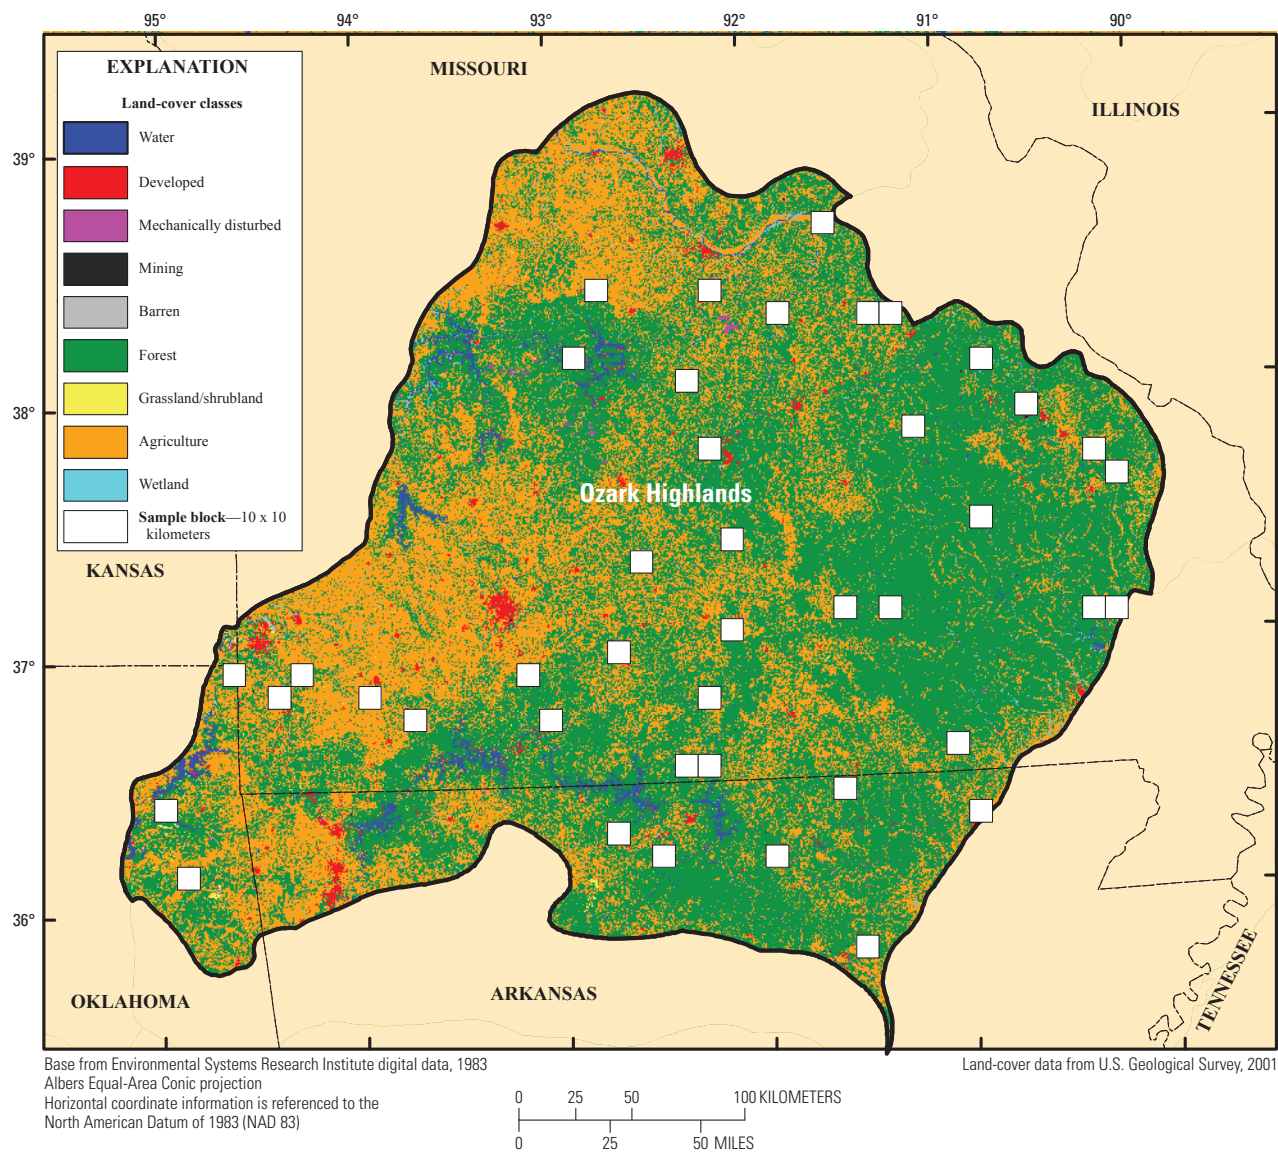 95°
94°
93°
92°
91°
90°
EXPLANATION
Land-cover classes
Water
Developed
Mechanically disturbed
Mining
Barren
Forest
Grassland/shrubland
Agriculture
Wetland
Sample block—10 x 10
kilometers
MISSOURI
ILLINOIS
39°
38°
Ozark Highlands
KANSAS
37°
36°
OKLAHOMA
ARKANSAS
TENNESSEE
Base from Environmental Systems Research Institute digital data, 1983
Albers Equal-Area Conic projection
Horizontal coordinate information is referenced to the
North American Datum of 1983 (NAD 83)
Land-cover data from U.S. Geological Survey, 2001
0 25 50 100 KILOMETERS
0 25 50 MILES